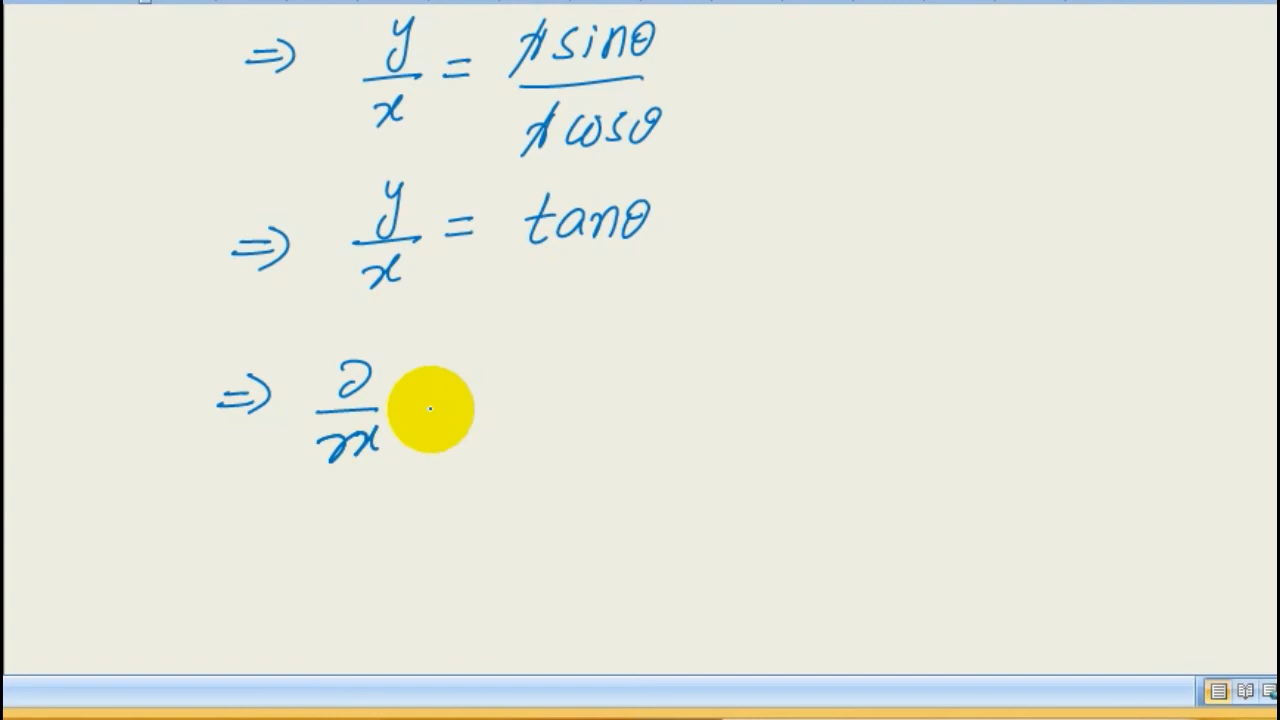 ⇒ y/x = r sinθ / r cosθ
⇒ y/x = tanθ
⇒ ∂/∂x